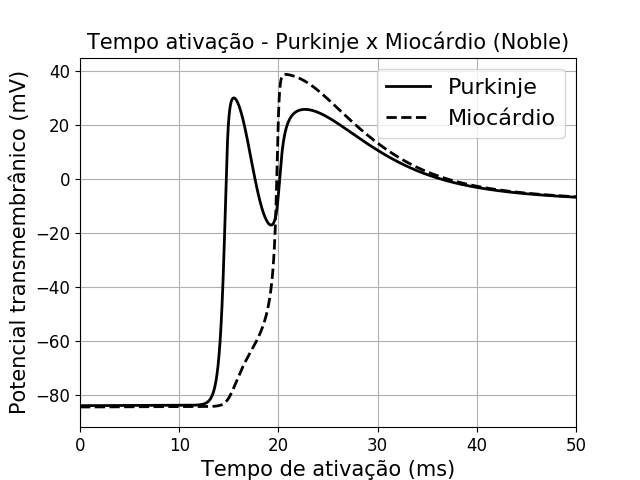 Tempo ativação - Purkinje x Miocárdio (Noble)
Potencial transmembrânico (mV)
40
20
0
−20
−40
−60
−80
Purkinje
Miocárdio
0 10 20 30 40 50
Tempo de ativação (ms)